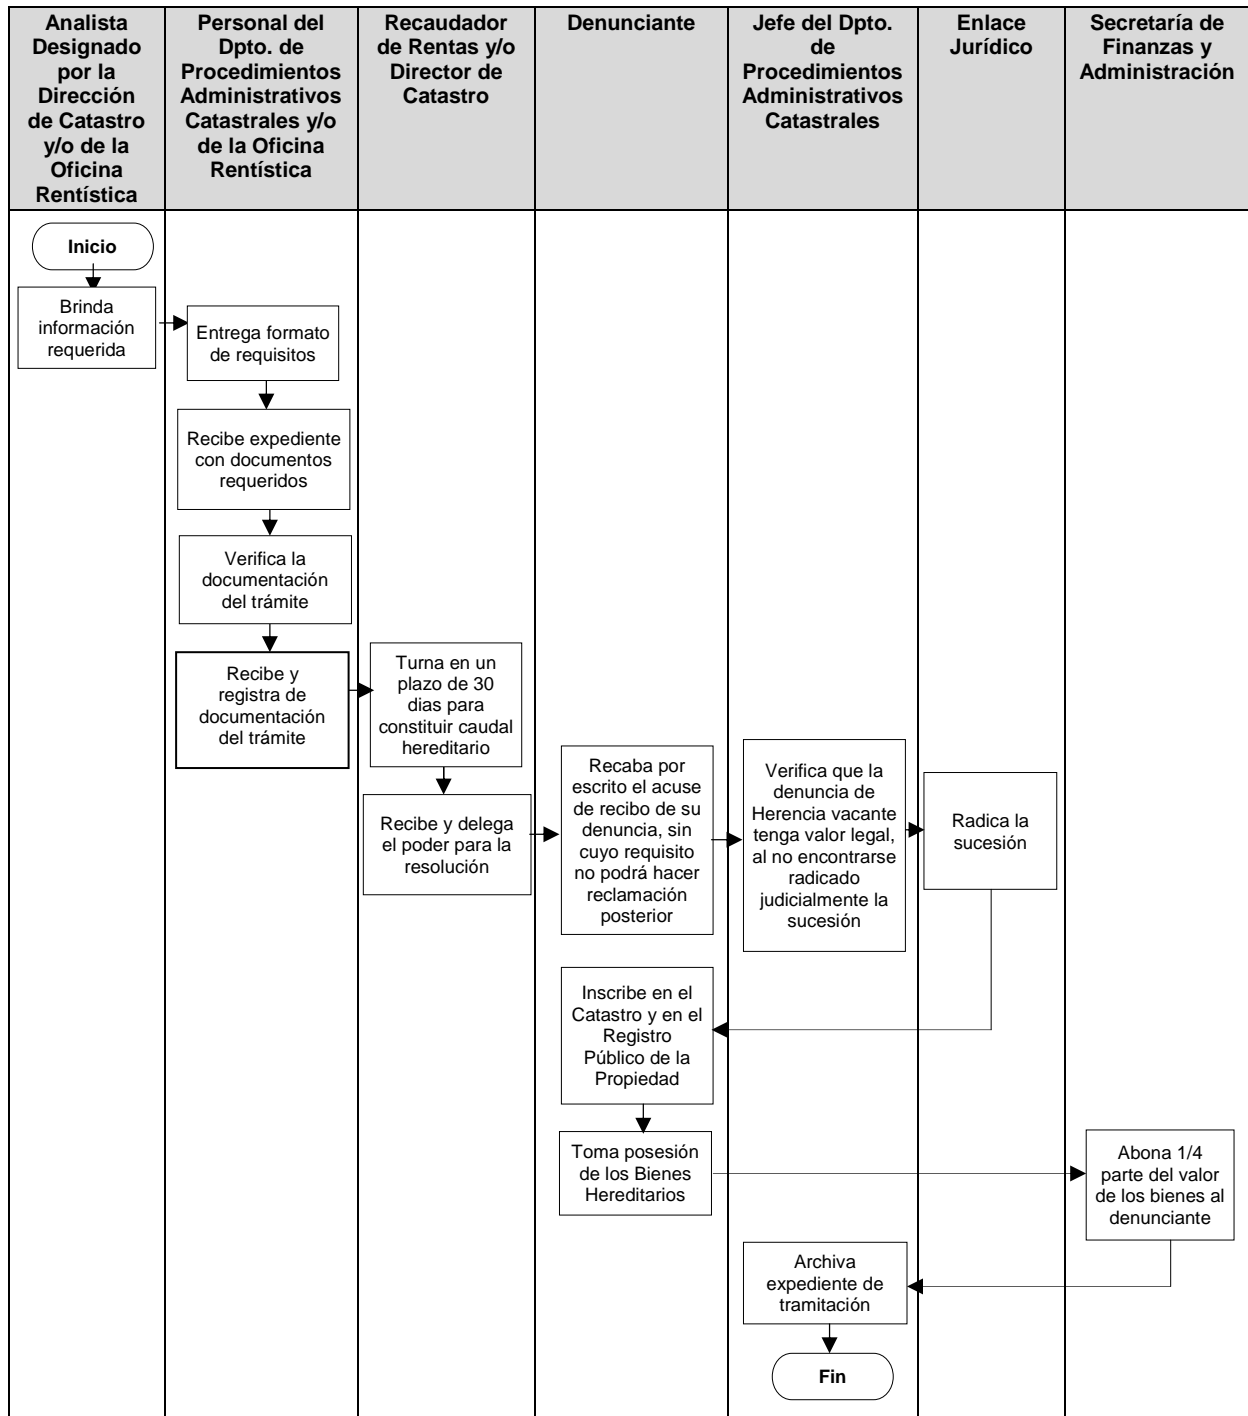 Analista
Designado
por la
Dirección
de Catastro
y/o de la
Oficina
Rentística
Personal del
Dpto. de
Procedimientos
Administrativos
Catastrales y/o
de la Oficina
Rentística
Recaudador
de Rentas y/o
Director de
Catastro
Denunciante
Jefe del Dpto.
de
Procedimientos
Administrativos
Catastrales
Enlace
Jurídico
Secretaría de
Finanzas y
Administración
Inicio
Brinda
información
requerida
Entrega formato
de requisitos
Recibe expediente
con documentos
requeridos
Verifica la
documentación
del trámite
Recibe y
registra de
documentación
del trámite
Turna en un
plazo de 30
dias para
constituir caudal
hereditario
Recibe y delega
el poder para la
resolución
Recaba por
escrito el acuse
de recibo de su
denuncia, sin
cuyo requisito
no podrá hacer
reclamación
posterior
Verifica que la
denuncia de
Herencia vacante
tenga valor legal,
al no encontrarse
radicado
judicialmente la
sucesión
Radica la
sucesión
Inscribe en el
Catastro y en el
Registro
Público de la
Propiedad
Toma posesión
de los Bienes
Hereditarios
Abona 1/4
parte del valor
de los bienes al
denunciante
Archiva
expediente de
tramitación
Fin